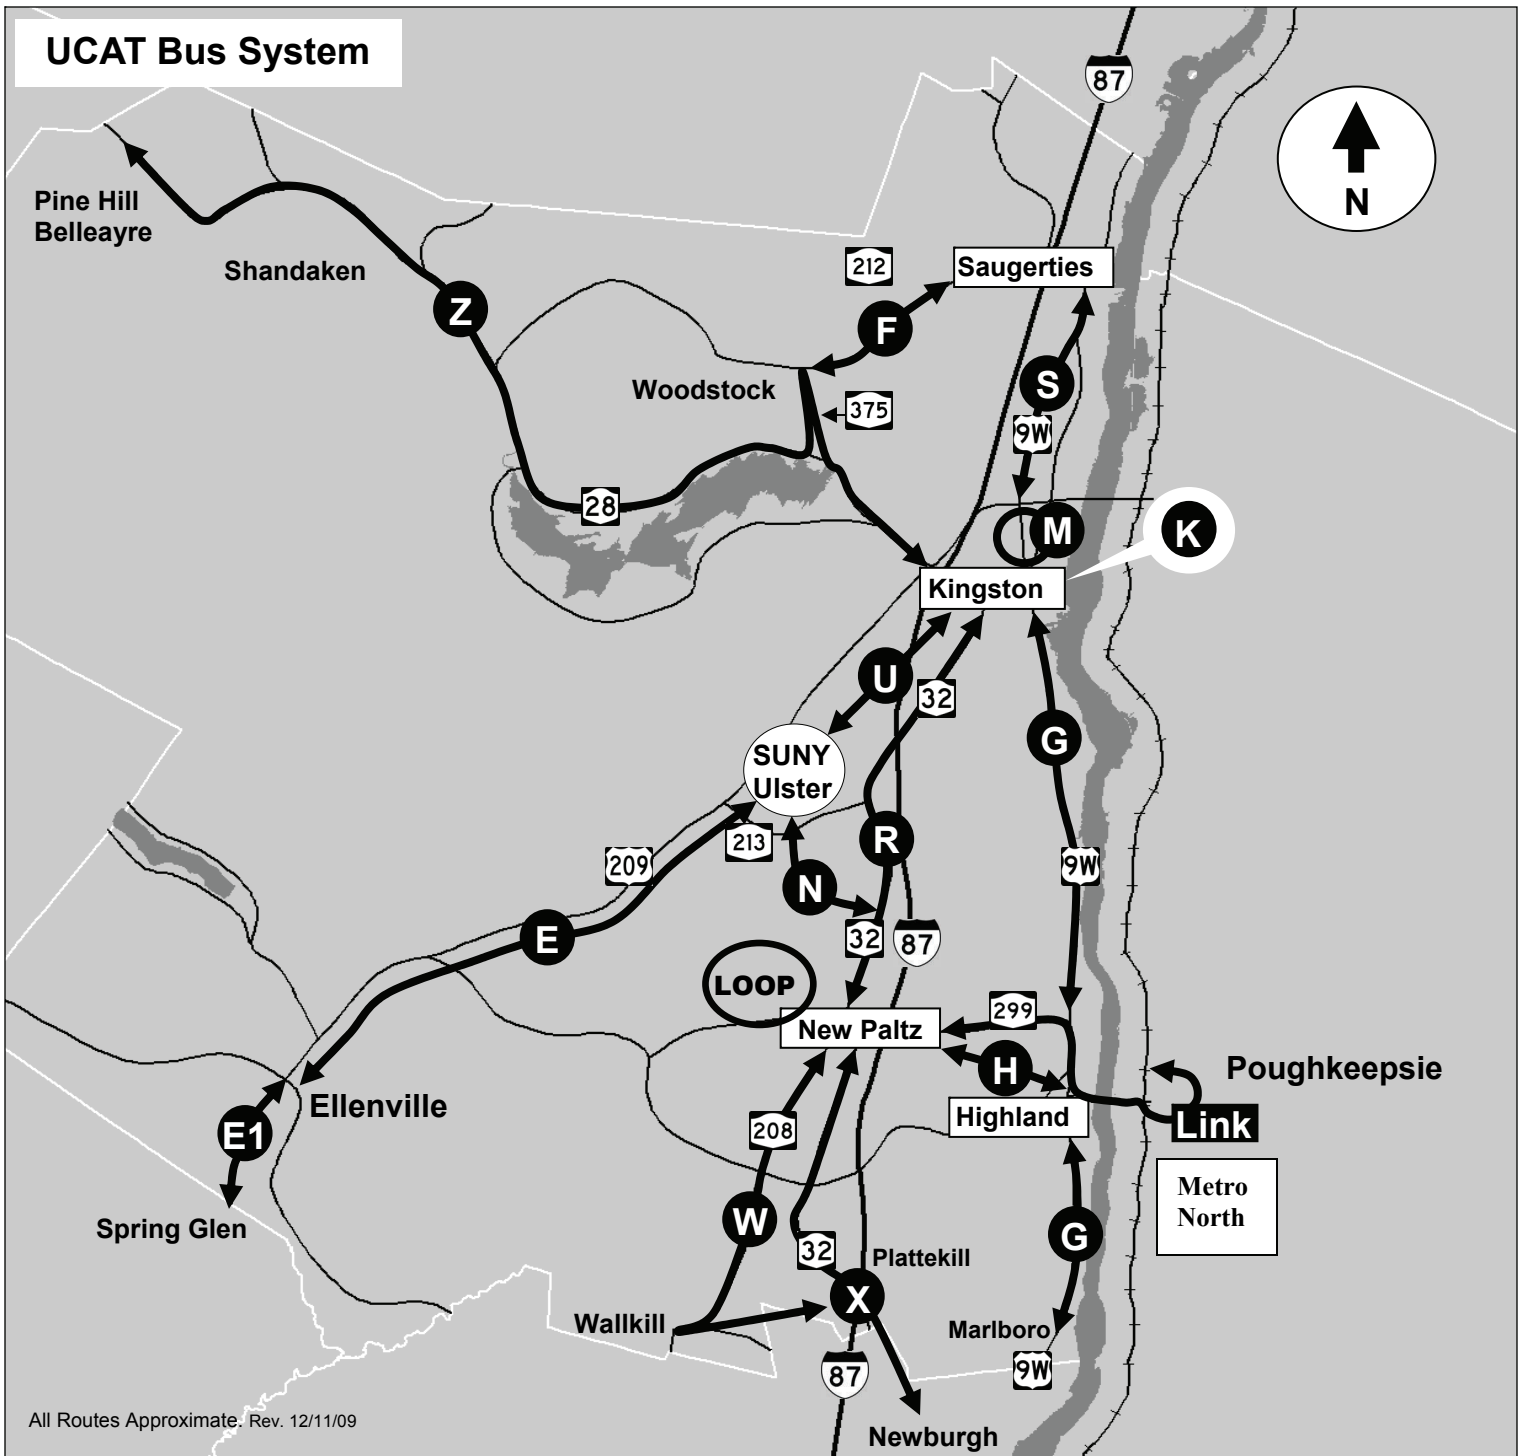 UCAT Bus System
87
N
Pine Hill
Belleayre
Shandaken
212
Saugerties
Z
F
S
Woodstock
375
9W
28
M
K
Kingston
U
32
G
SUNY
Ulster
213
R
209
9W
N
E
32
87
LOOP
299
New Paltz
H
Poughkeepsie
Ellenville
Highland
Link
E1
208
Metro
North
W
Spring Glen
G
32
Plattekill
X
Wallkill
Marlboro
87
9W
All Routes Approximate. Rev. 12/11/09
Newburgh